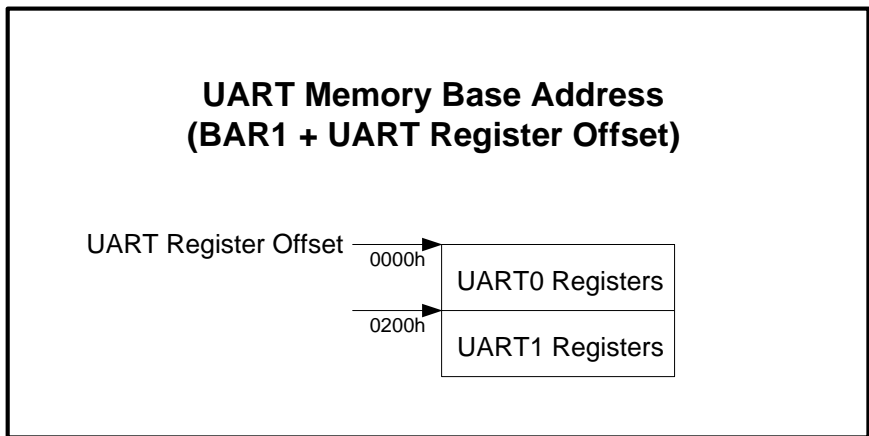 UART Memory Base Address
(BAR1 + UART Register Offset)
UART Register Offset
0000h
UART0 Registers
0200h
UART1 Registers